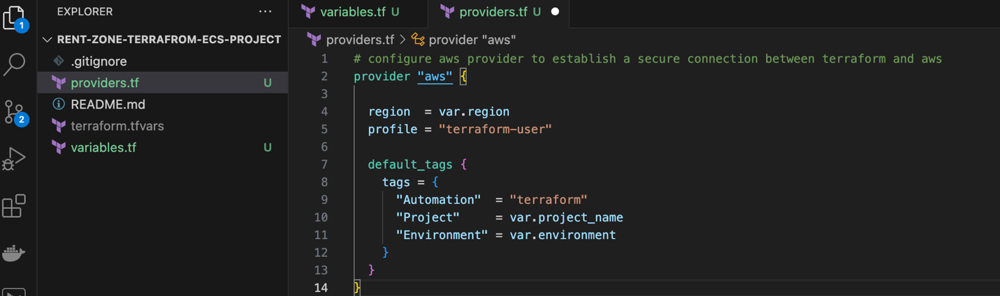 EXPLORER
RENT-ZONE-TERRAFROM-ECS-PROJECT
.gitignore
providers.tf U
README.md
terraform.tfvars
variables.tf U
1
2
variables.tf U providers.tf U
providers.tf > provider "aws"
1 # configure aws provider to establish a secure connection between terraform and aws
2 provider "aws" {
3
4 region = var.region
5 profile = "terraform-user"
6
7 default_tags {
8 tags = {
9 "Automation" = "terraform"
10 "Project" = var.project_name
11 "Environment" = var.environment
12 }
13 }
14 }